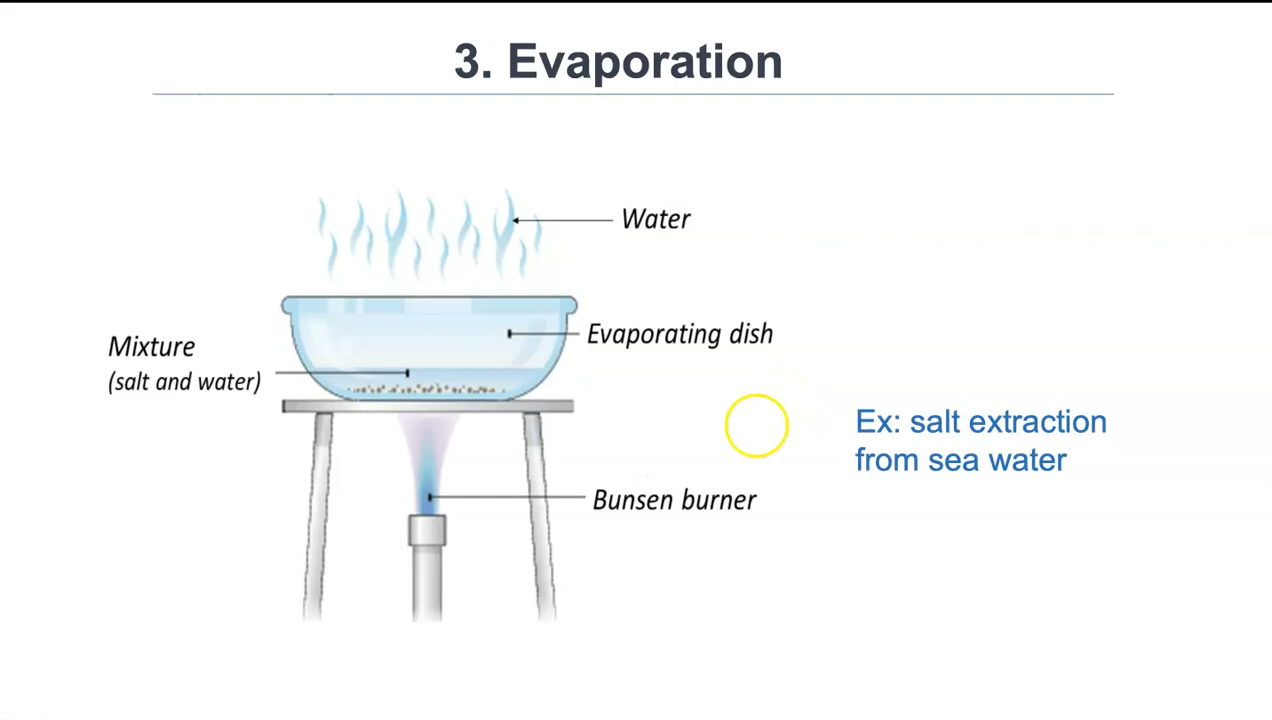 3. Evaporation
Water
Evaporating dish
Mixture
(salt and water)
Ex: salt extraction
from sea water
Bunsen burner